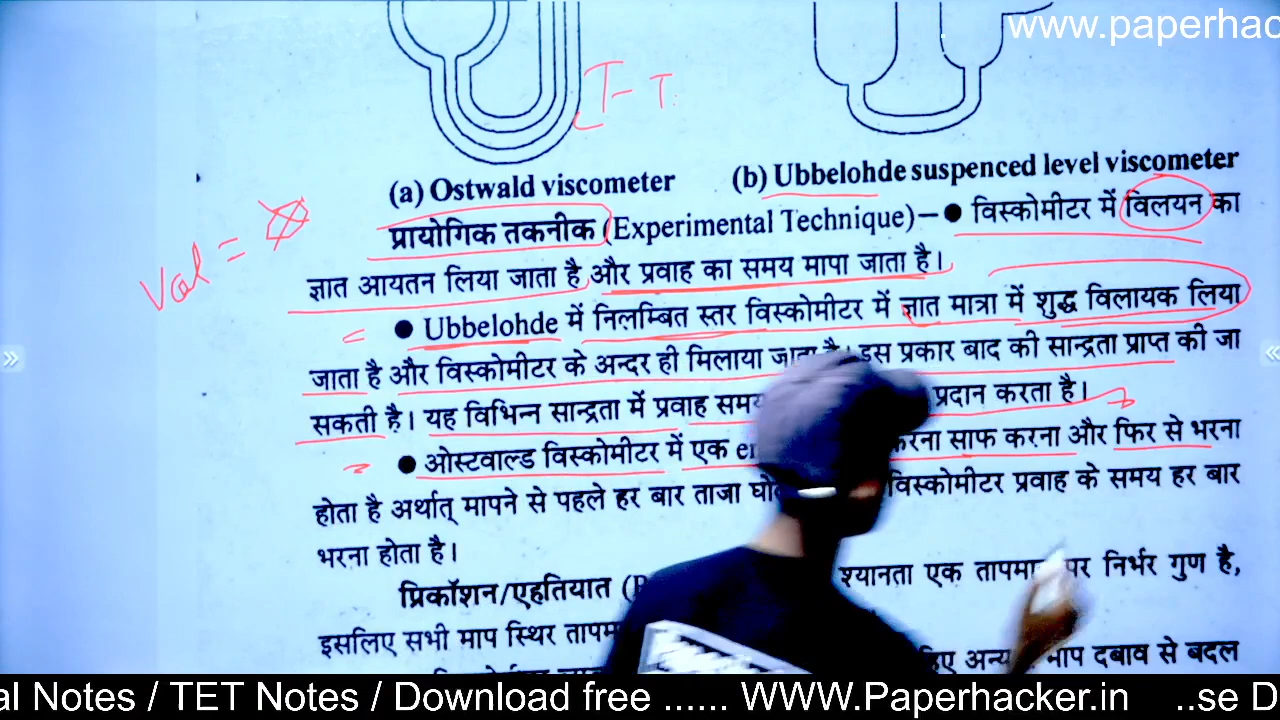 www.paperhac
T- T
(a) Ostwald viscometer (b) Ubbelohde suspenced level viscometer
प्रायोगिक तकनीक (Experimental Technique)–● विस्कोमीटर में विलयन का
Vol =
ज्ञात आयतन लिया जाता है और प्रवाह का समय मापा जाता है।
● Ubbelohde में निलम्बित स्तर विस्कोमीटर में ज्ञात मात्रा में शुद्ध विलायक लिया
जाता है और विस्कोमीटर के अन्दर ही मिलाया जाता है। इस प्रकार बाद की सान्द्रता प्राप्त की जा
सकती है। यह विभिन्न सान्द्रता में प्रवाह समय प्रदान करता है।
● ओस्टवाल्ड विस्कोमीटर में एक करना साफ करना और फिर से भरना
होता है अर्थात् मापने से पहले हर बार ताजा विस्कोमीटर प्रवाह के समय हर बार
भरना होता है।
प्रिकॉशन/एहतियात ( श्यानता एक तापमान पर निर्भर गुण है,
इसलिए सभी माप स्थिर
अन्य माप दबाव से बदल
al Notes / TET Notes / Download free ...... WWW.Paperhacker.in ..se D